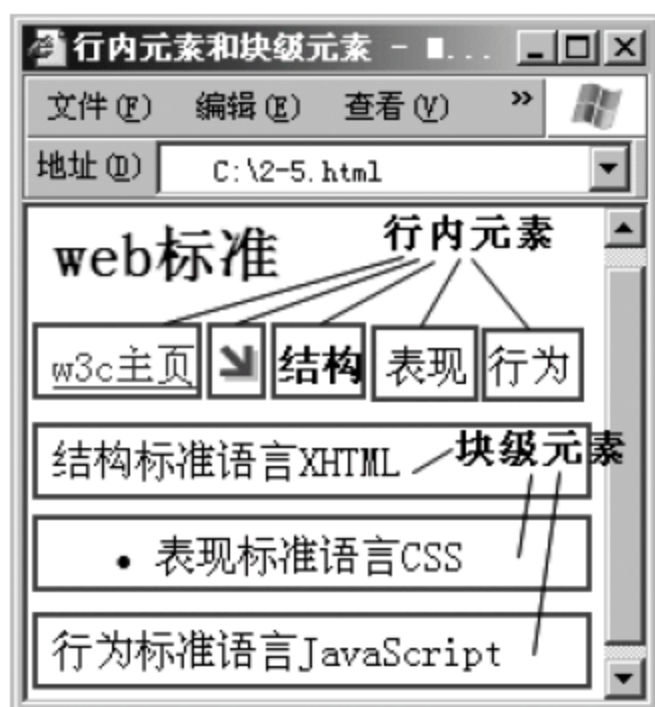 行内元素和块级元素 - ■...
文件(F) 编辑(E) 查看(V) »
地址(D) C:\2-5.html
web标准 行内元素
w3c主页 结构 表现 行为
结构标准语言XHTML 块级元素
• 表现标准语言CSS
行为标准语言JavaScript